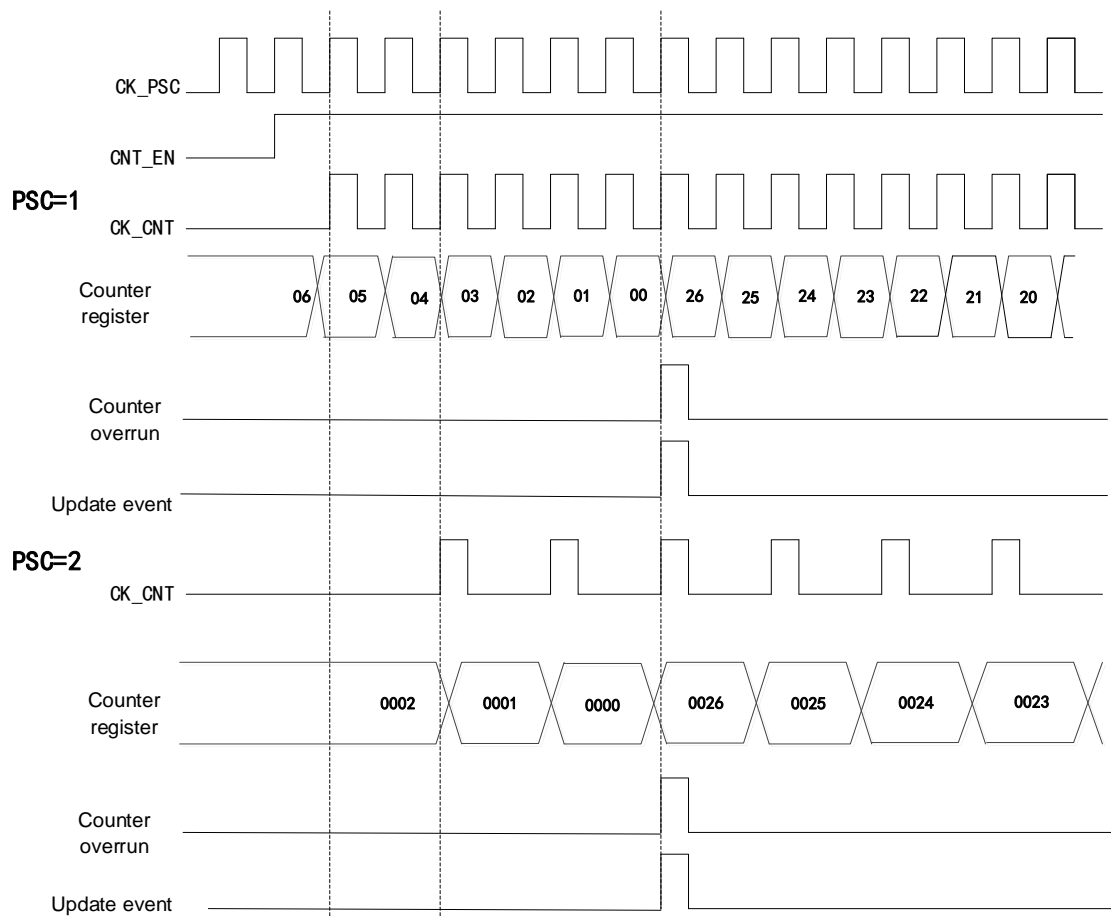 CK_PSC
CNT_EN
PSC=1
CK_CNT
Counter
register
06 05 04 03 02 01 00 26 25 24 23 22 21 20
Counter
overrun
Update event
PSC=2
CK_CNT
Counter
register
0002 0001 0000 0026 0025 0024 0023
Counter
overrun
Update event